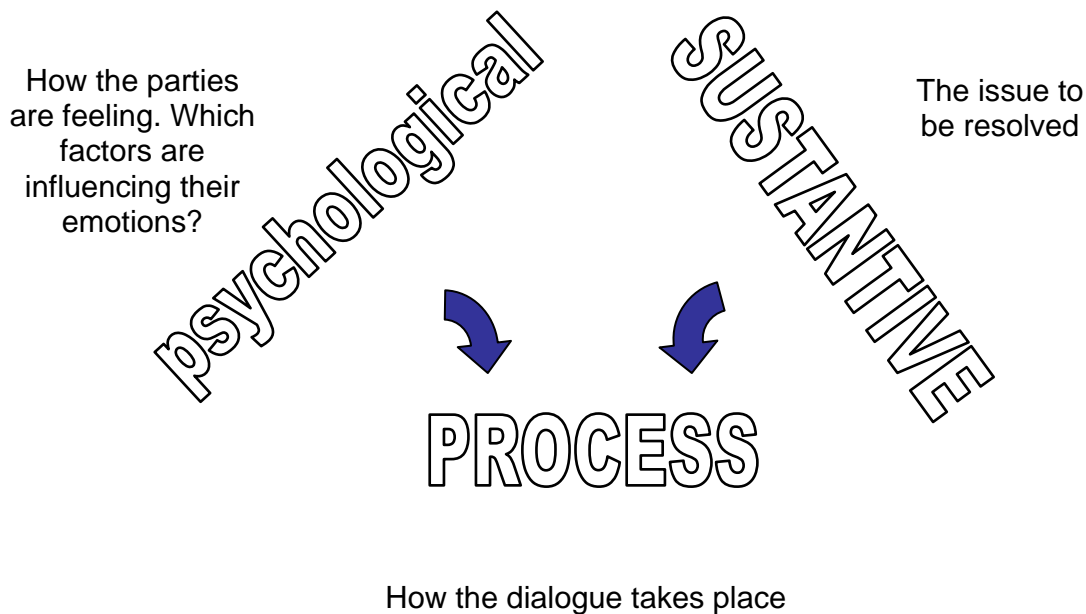 How the parties
are feeling. Which
factors are
influencing their
emotions?
psychological
SUSTANTIVE
The issue to
be resolved
PROCESS
How the dialogue takes place